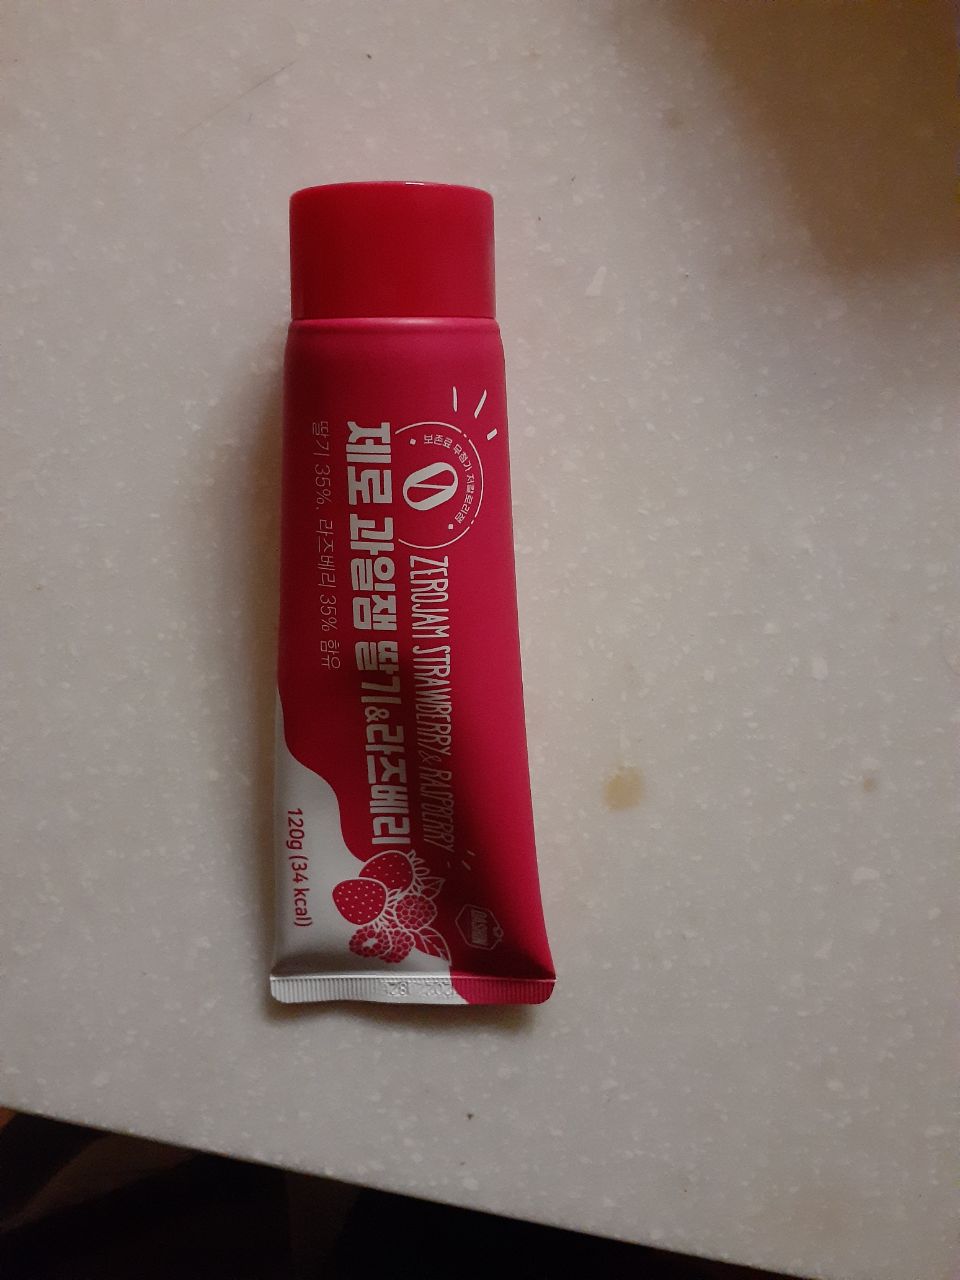 보존료 무첨가 저칼로리잼
0
ZEROJAM STRAWBERRY & RASPBERRY
제로 과일잼 딸기&라즈베리
딸기 35%, 라즈베리 35% 함유
120g (34 kcal)